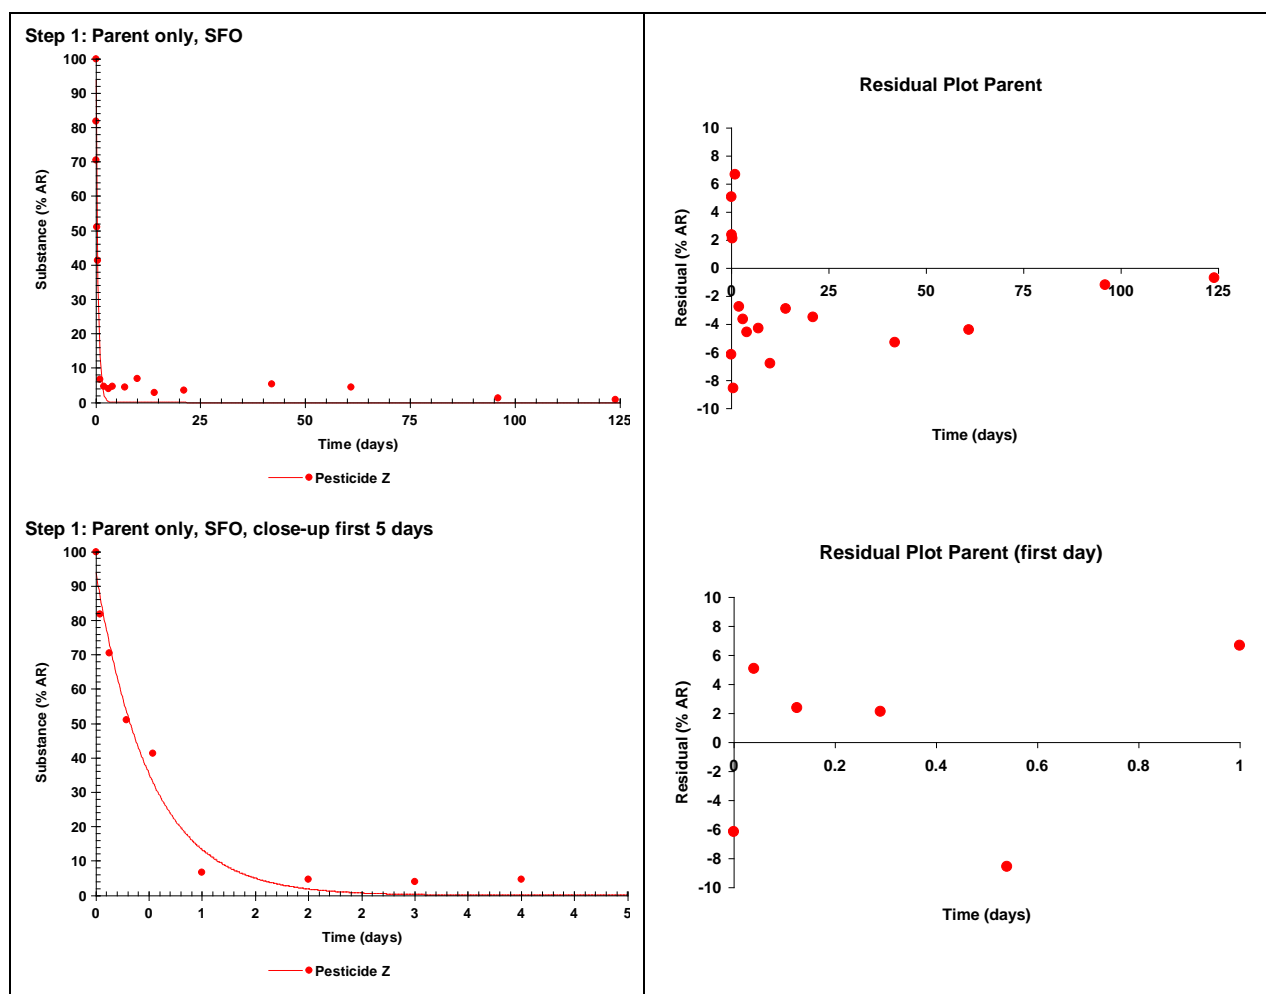 Step 1: Parent only, SFO
100
90
80
70
60
50
40
30
20
10
0
Substance (% AR)
0 25 50 75 100 125
Time (days)
Pesticide Z
Residual Plot Parent
10
8
6
4
2
0
-2
-4
-6
-8
-10
Residual (% AR)
0 25 50 75 100 125
Time (days)
Step 1: Parent only, SFO, close-up first 5 days
100
90
80
70
60
50
40
30
20
10
0
Substance (% AR)
0 0 1 2 2 2 3 4 4 4 5
Time (days)
Pesticide Z
Residual Plot Parent (first day)
10
8
6
4
2
0
-2
-4
-6
-8
-10
Residual (% AR)
0 0.2 0.4 0.6 0.8 1
Time (days)